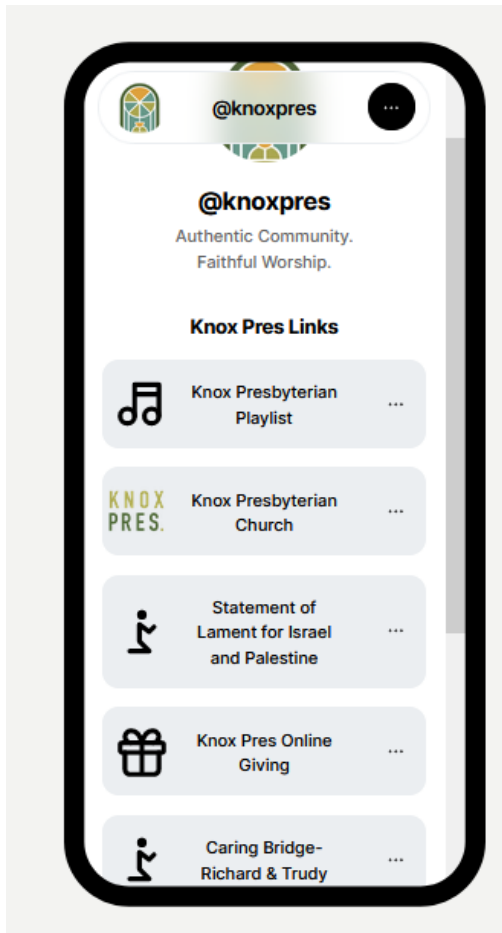 @knoxpres
...
@knoxpres
Authentic Community.
Faithful Worship.
Knox Pres Links
Knox Presbyterian
Playlist
...
KNOX
PRES.
Knox Presbyterian
Church
...
Statement of
Lament for Israel
and Palestine
...
Knox Pres Online
Giving
...
Caring Bridge-
Richard & Trudy
...